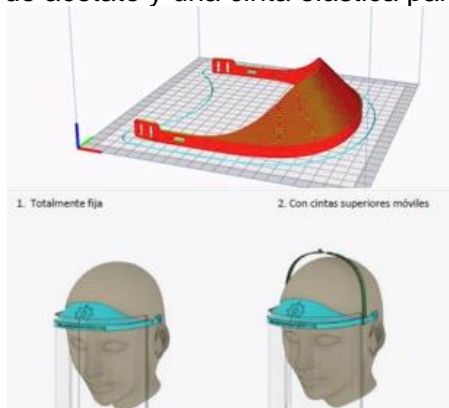 de acetato y una cinta elástica par
1. Totalmente fija
2. Con cintas superiores móviles